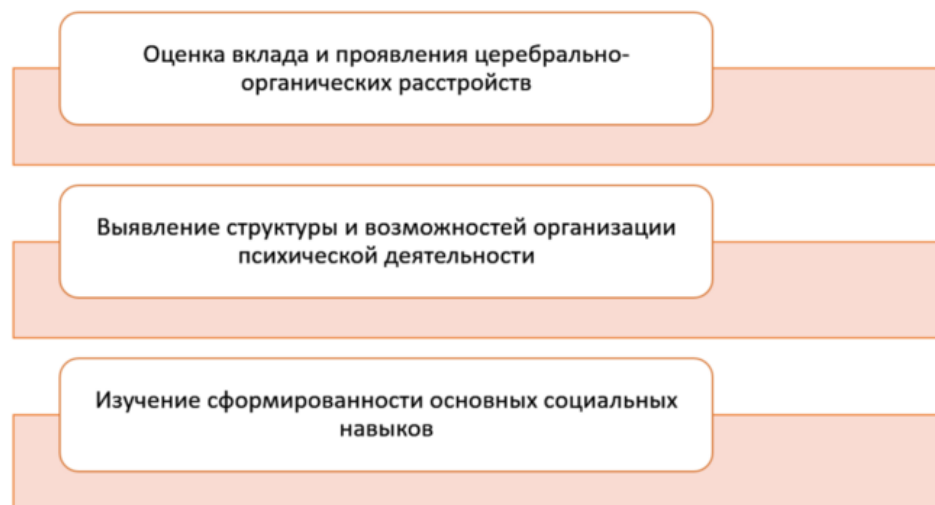 Оценка вклада и проявления церебрально-
органических расстройств
Выявление структуры и возможностей организации
психической деятельности
Изучение сформированности основных социальных
навыков